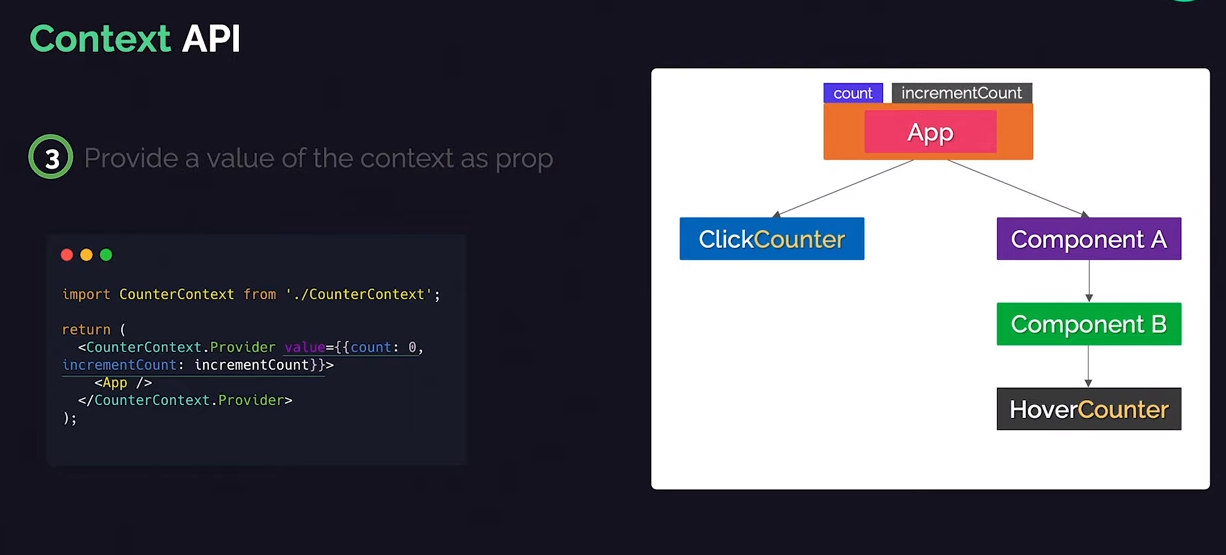 Context API
3 Provide a value of the context as prop
import CounterContext from './CounterContext';
return (
<CounterContext.Provider value={{count: 0,
incrementCount: incrementCount}}>
<App />
</CounterContext.Provider>
);
count incrementCount
App
ClickCounter Component A
Component B
HoverCounter